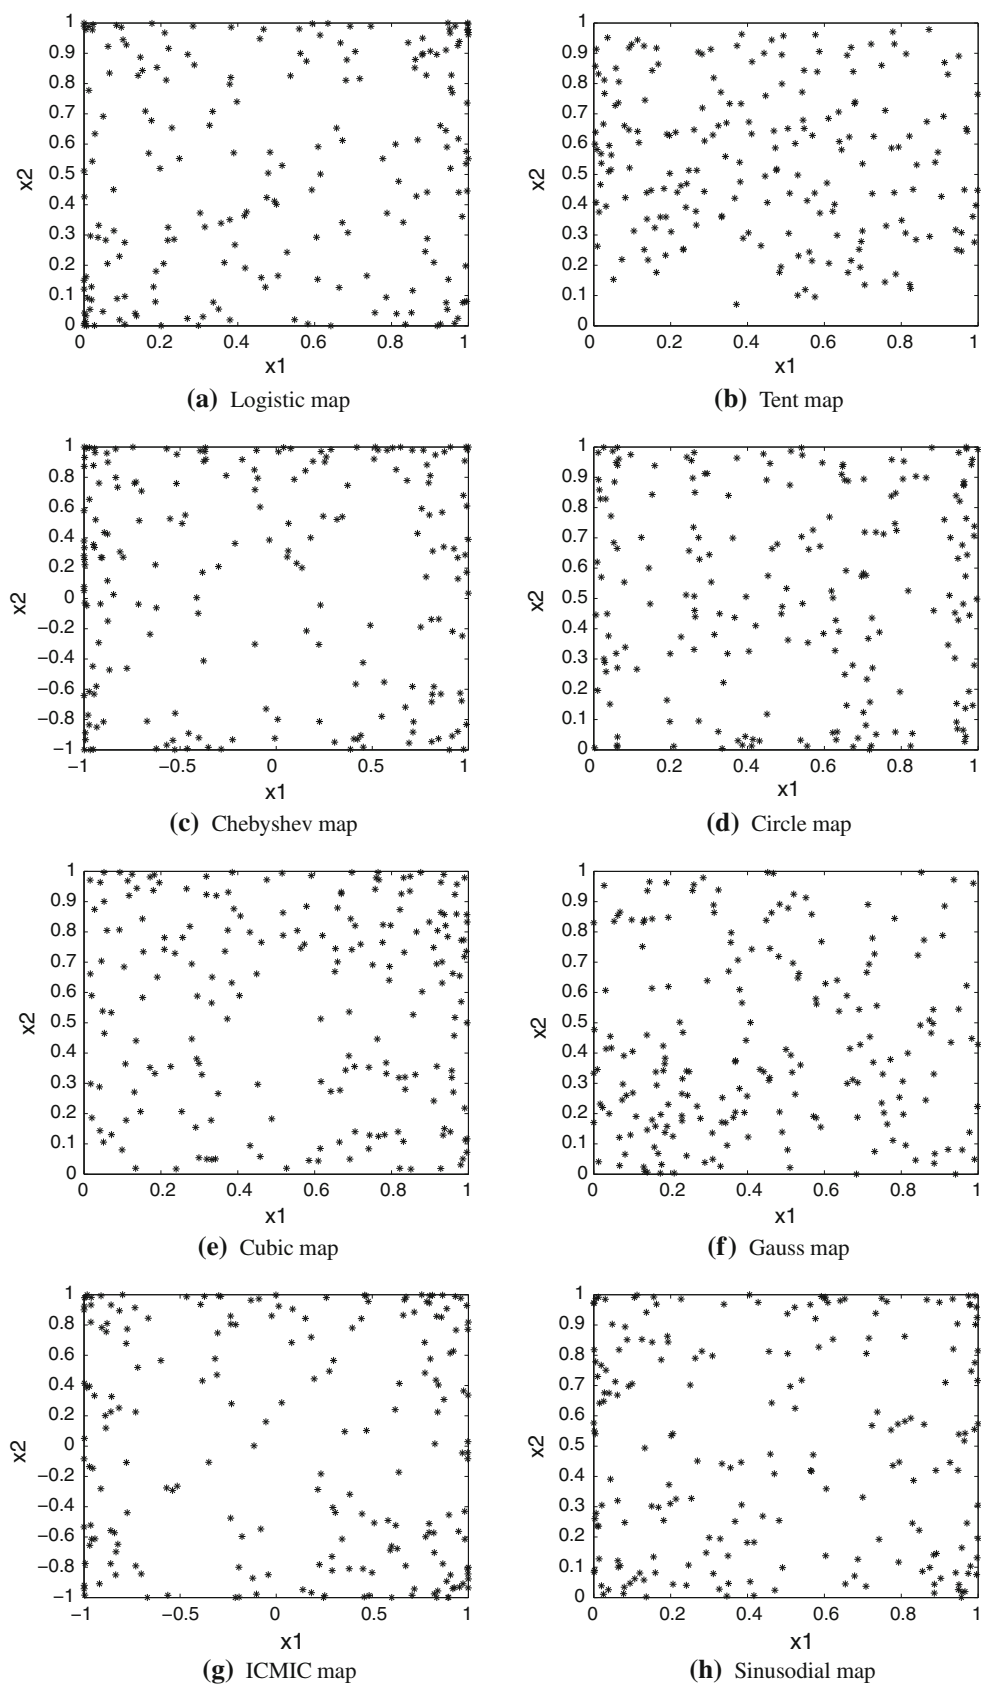 1
0.9
0.8
0.7
0.6
0.5
0.4
0.3
0.2
0.1
0
x2
0 0.2 0.4 0.6 0.8 1
x1
(a) Logistic map
1
0.9
0.8
0.7
0.6
0.5
0.4
0.3
0.2
0.1
0
x2
0 0.2 0.4 0.6 0.8 1
x1
(b) Tent map
1
0.8
0.6
0.4
0.2
0
−0.2
−0.4
−0.6
−0.8
−1
x2
−1 −0.5 0 0.5 1
x1
(c) Chebyshev map
1
0.9
0.8
0.7
0.6
0.5
0.4
0.3
0.2
0.1
0
x2
0 0.2 0.4 0.6 0.8 1
x1
(d) Circle map
1
0.9
0.8
0.7
0.6
0.5
0.4
0.3
0.2
0.1
0
x2
0 0.2 0.4 0.6 0.8 1
x1
(e) Cubic map
1
0.9
0.8
0.7
0.6
0.5
0.4
0.3
0.2
0.1
0
x2
0 0.2 0.4 0.6 0.8 1
x1
(f) Gauss map
1
0.8
0.6
0.4
0.2
0
−0.2
−0.4
−0.6
−0.8
−1
x2
−1 −0.5 0 0.5 1
x1
(g) ICMIC map
1
0.9
0.8
0.7
0.6
0.5
0.4
0.3
0.2
0.1
0
x2
0 0.2 0.4 0.6 0.8 1
x1
(h) Sinusodial map